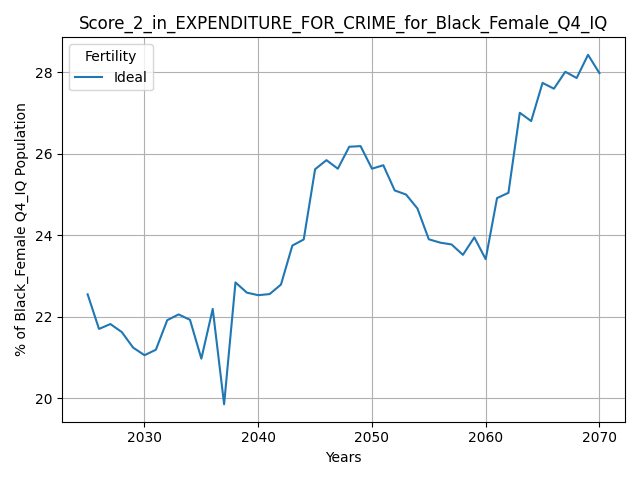 Score_2_in_EXPENDITURE_FOR_CRIME_for_Black_Female_Q4_IQ
Fertility
Ideal
% of Black_Female Q4_IQ Population
28
26
24
22
20
2030 2040 2050 2060 2070
Years